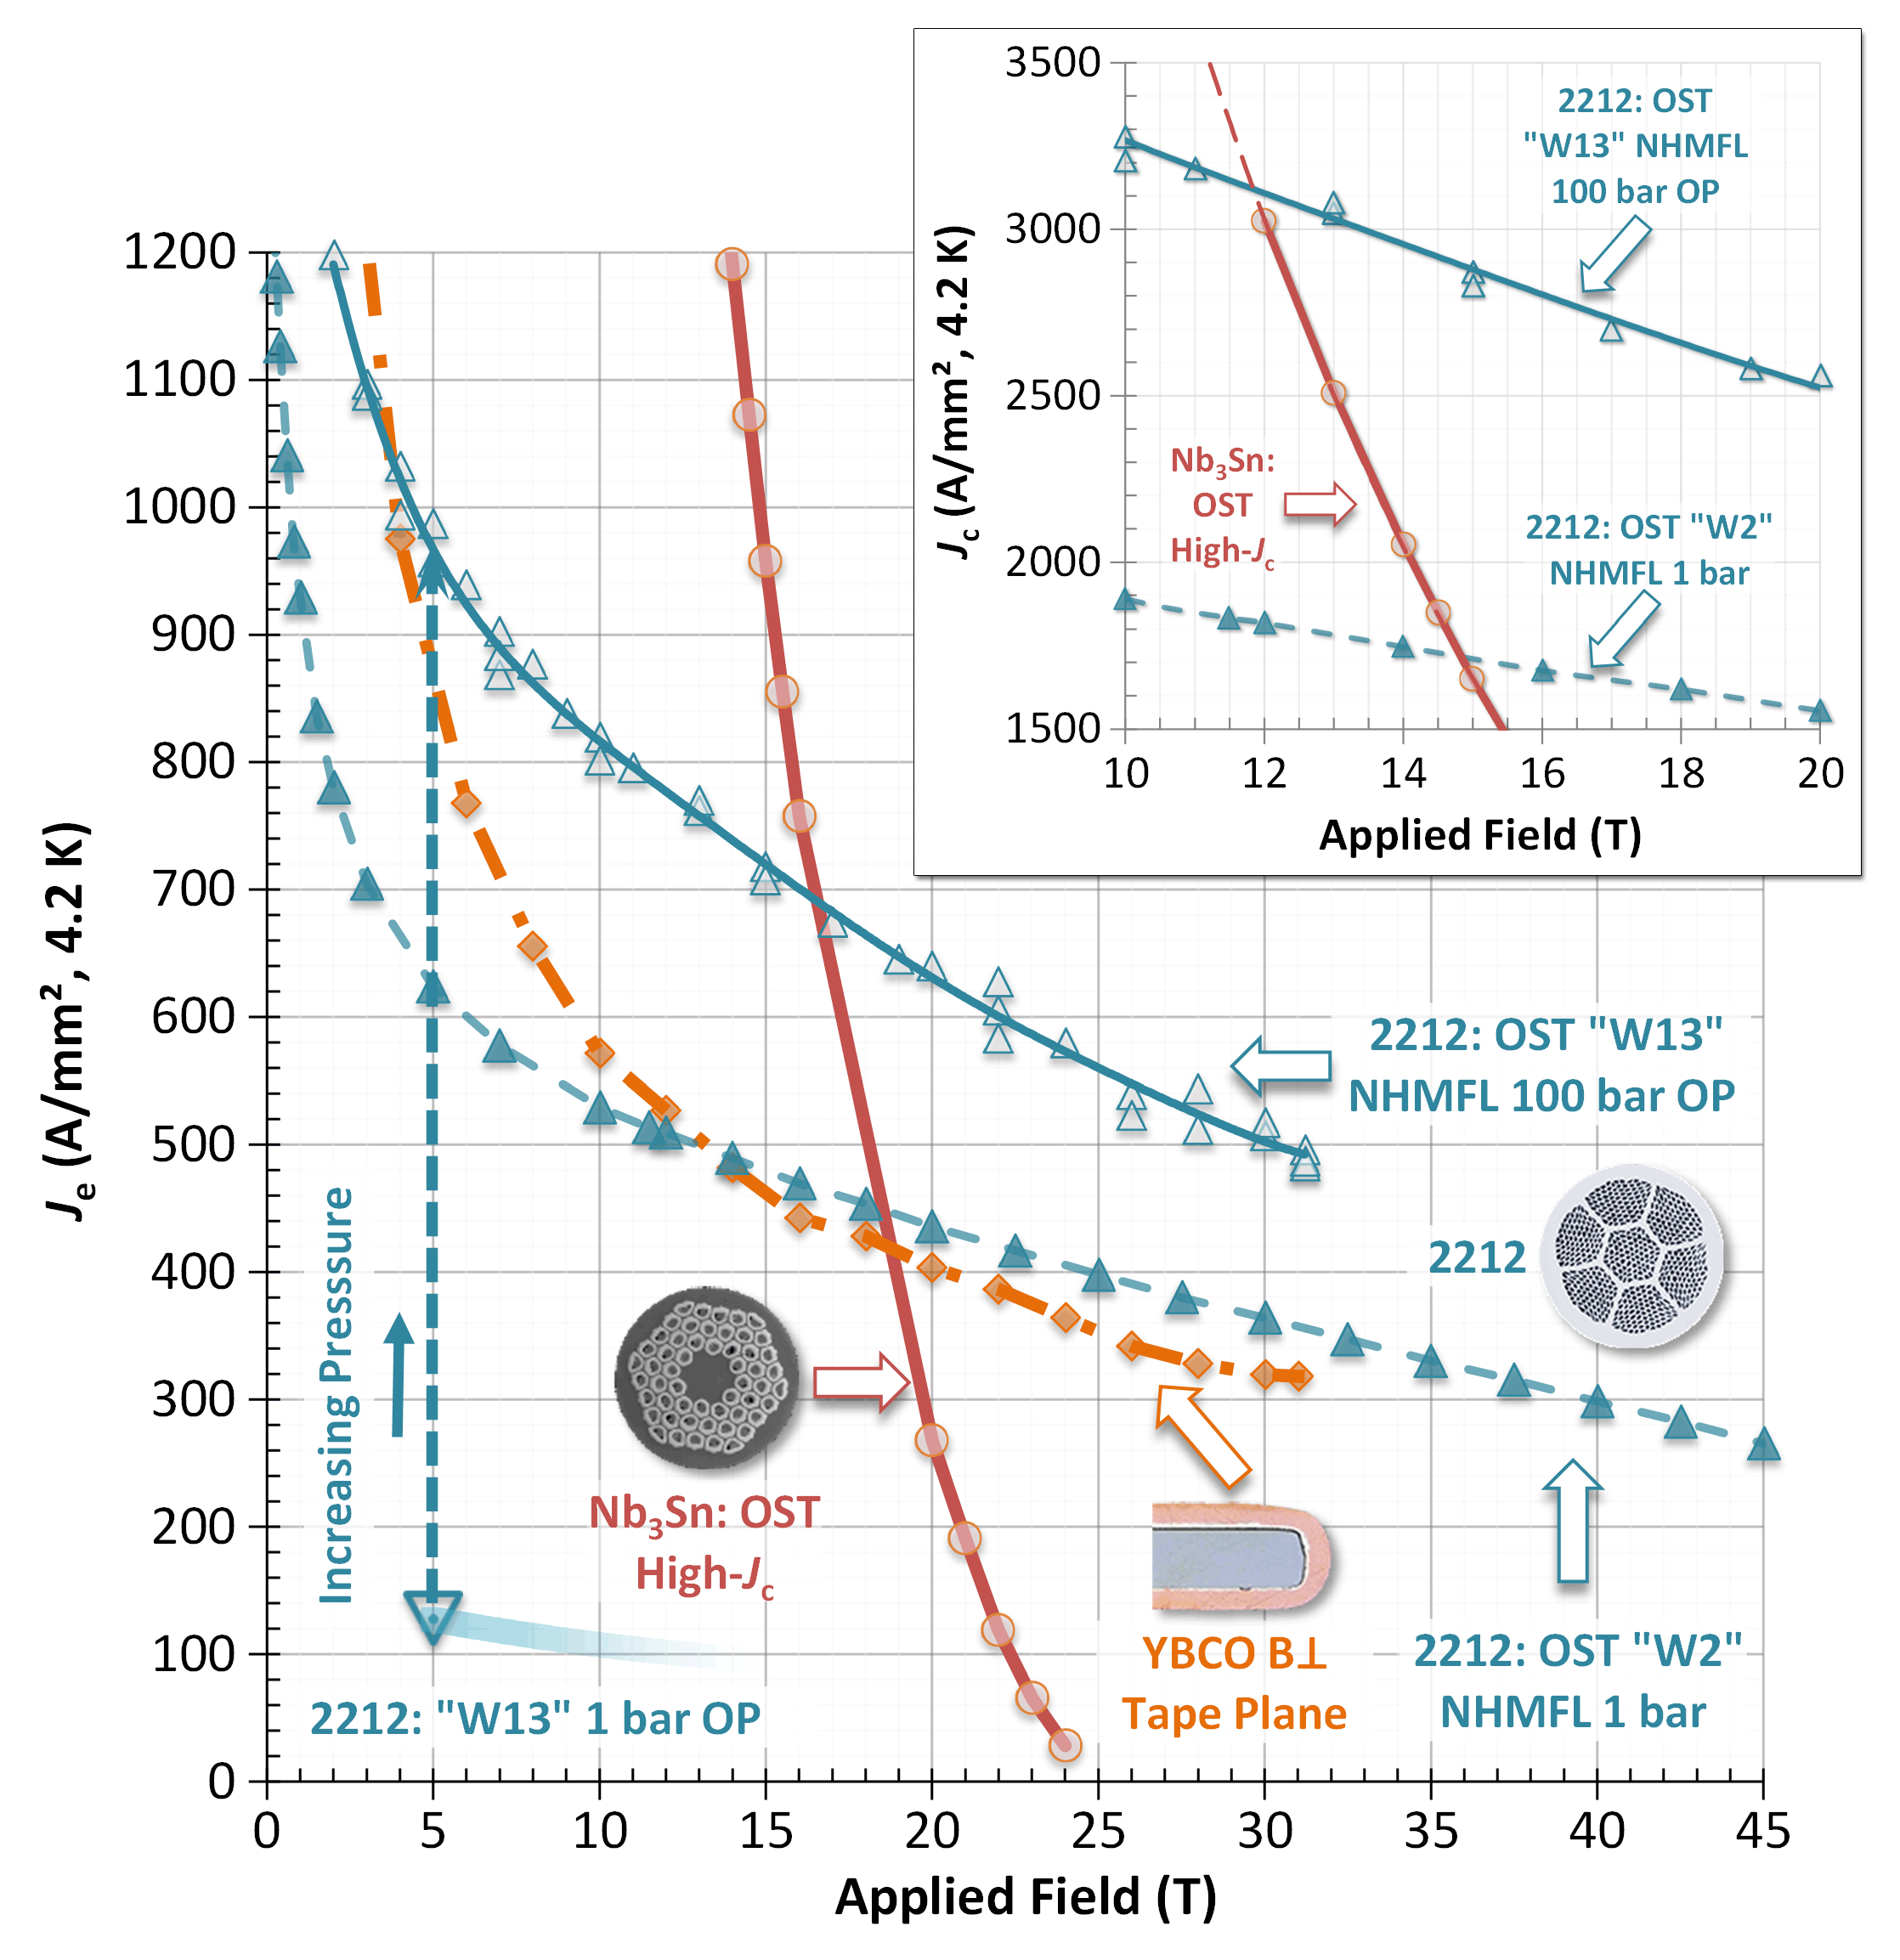 3500
3000
2500
2000
1500
Jc (A/mm², 4.2 K)
2212: OST
"W13" NHMFL
100 bar OP
Nb3Sn:
OST
High-Jc
2212: OST "W2"
NHMFL 1 bar
10 12 14 16 18 20
Applied Field (T)
1200
1100
1000
900
800
700
600
500
400
300
200
100
0
Je (A/mm², 4.2 K)
2212: OST "W13"
NHMFL 100 bar OP
2212
Increasing Pressure
Nb3Sn: OST
High-Jc
YBCO B⊥
Tape Plane
2212: OST "W2"
NHMFL 1 bar
2212: "W13" 1 bar OP
0 5 10 15 20 25 30 35 40 45
Applied Field (T)